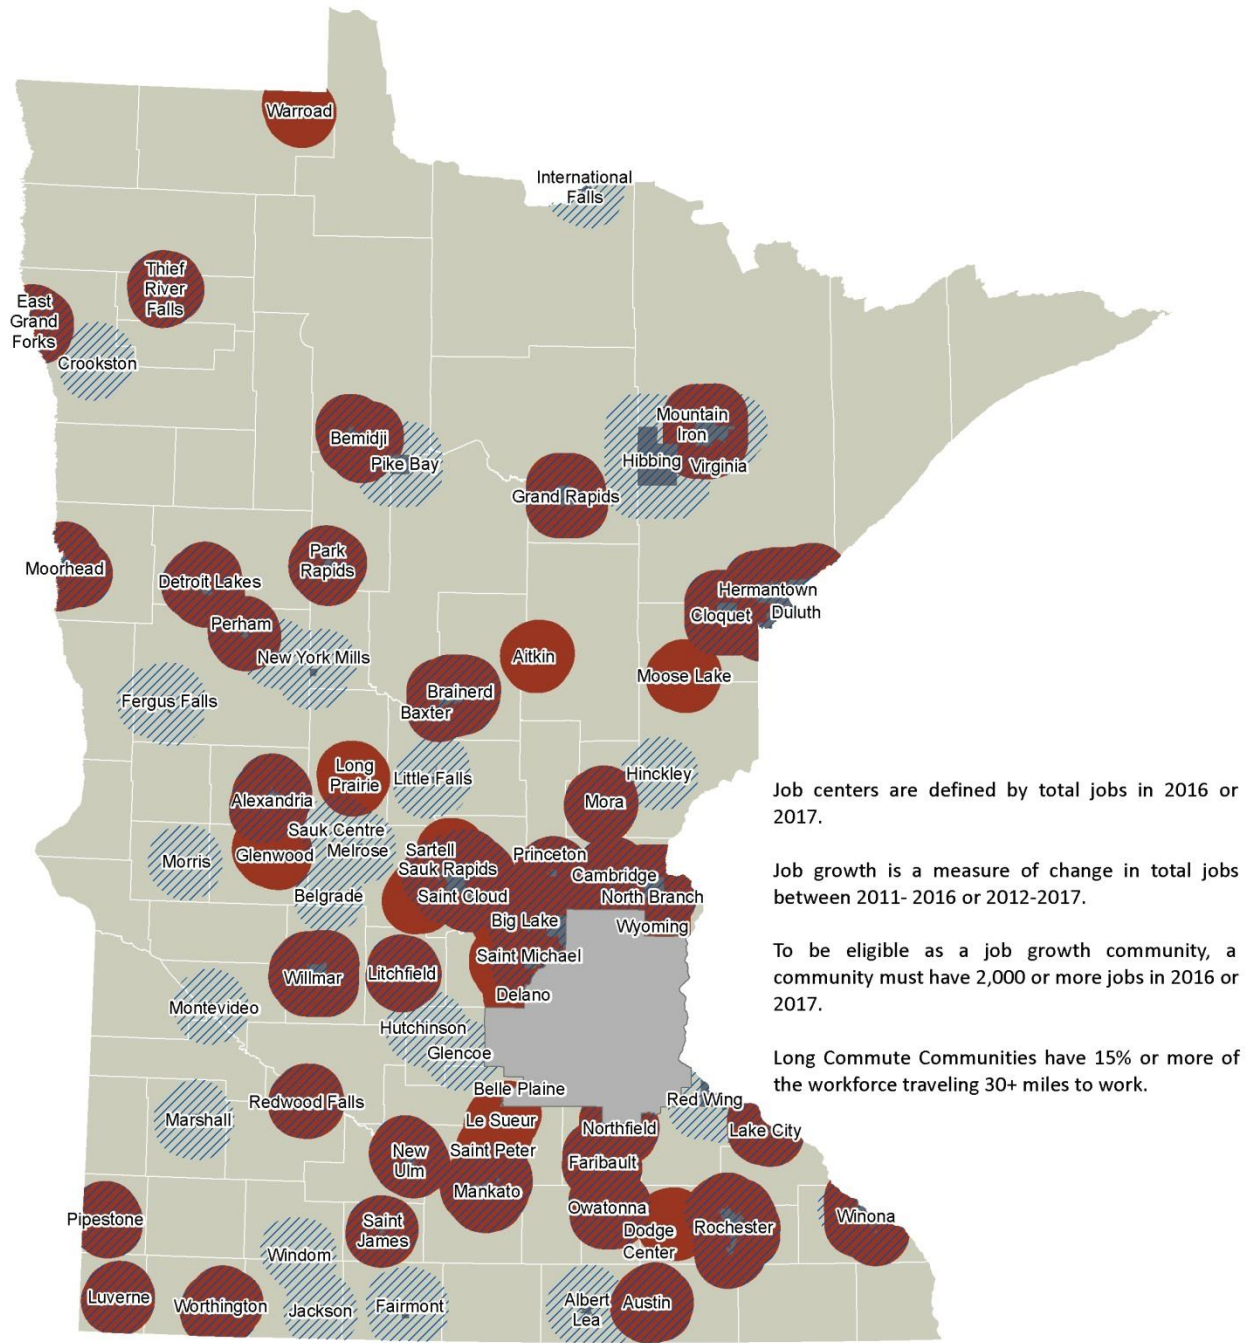 Warroad
International
Falls
Thief
River
Falls
East
Grand
Forks
Crookston
Mountain
Iron
Bemidji
Pike Bay
Hibbing
Virginia
Grand Rapids
Park
Rapids
Moorhead
Detroit Lakes
Hermantown
Cloquet
Duluth
Perham
New York Mills
Aitkin
Moose Lake
Fergus Falls
Brainerd
Baxter
Long
Prairie
Little Falls
Hinckley
Alexandria
Mora
Sauk Centre
Melrose
Morris
Glenwood
Sartell
Sauk Rapids
Princeton
Cambridge
Belgrade
Saint Cloud
North Branch
Big Lake
Wyoming
Saint Michael
Willmar
Litchfield
Delano
Montevideo
Hutchinson
Glencoe
Belle Plaine
Red Wing
Redwood Falls
Marshall
Le Sueur
Northfield
Lake City
New
Ulm
Saint Peter
Faribault
Mankato
Owatonna
Pipestone
Saint
James
Dodge
Center
Rochester
Winona
Windom
Luverne
Worthington
Jackson
Fairmont
Albert
Lea
Austin
Job centers are defined by total jobs in 2016 or
2017.
Job growth is a measure of change in total jobs
between 2011- 2016 or 2012-2017.
To be eligible as a job growth community, a
community must have 2,000 or more jobs in 2016 or
2017.
Long Commute Communities have 15% or more of
the workforce traveling 30+ miles to work.